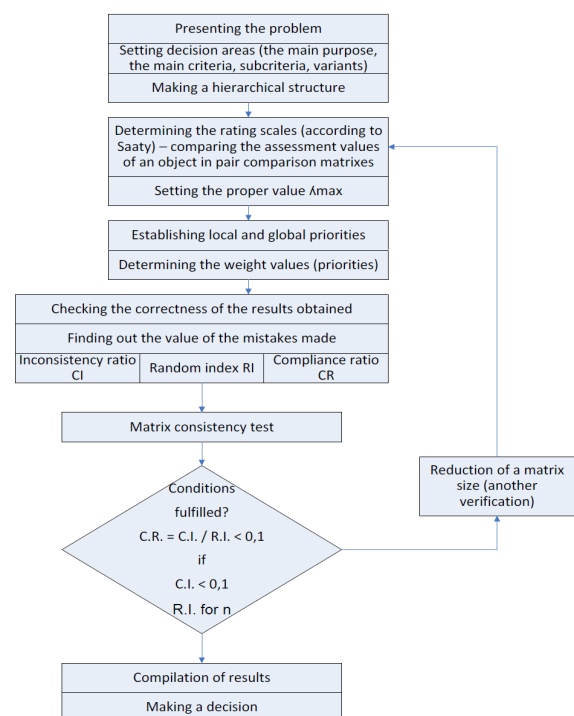 Presenting the problem
Setting decision areas (the main purpose,
the main criteria, subcriteria, variants)
Making a hierarchical structure
Determining the rating scales (according to
Saaty) – comparing the assessment values
of an object in pair comparison matrixes
Setting the proper value ʎmax
Establishing local and global priorities
Determining the weight values (priorities)
Checking the correctness of the results obtained
Finding out the value of the mistakes made
Inconsistency ratio
CI
Random index RI
Compliance ratio
CR
Matrix consistency test
Reduction of a matrix
size (another
verification)
Conditions
fulfilled?
C.R. = C.I. / R.I. < 0,1
if
C.I. < 0,1
R.I. for n
Compilation of results
Making a decision